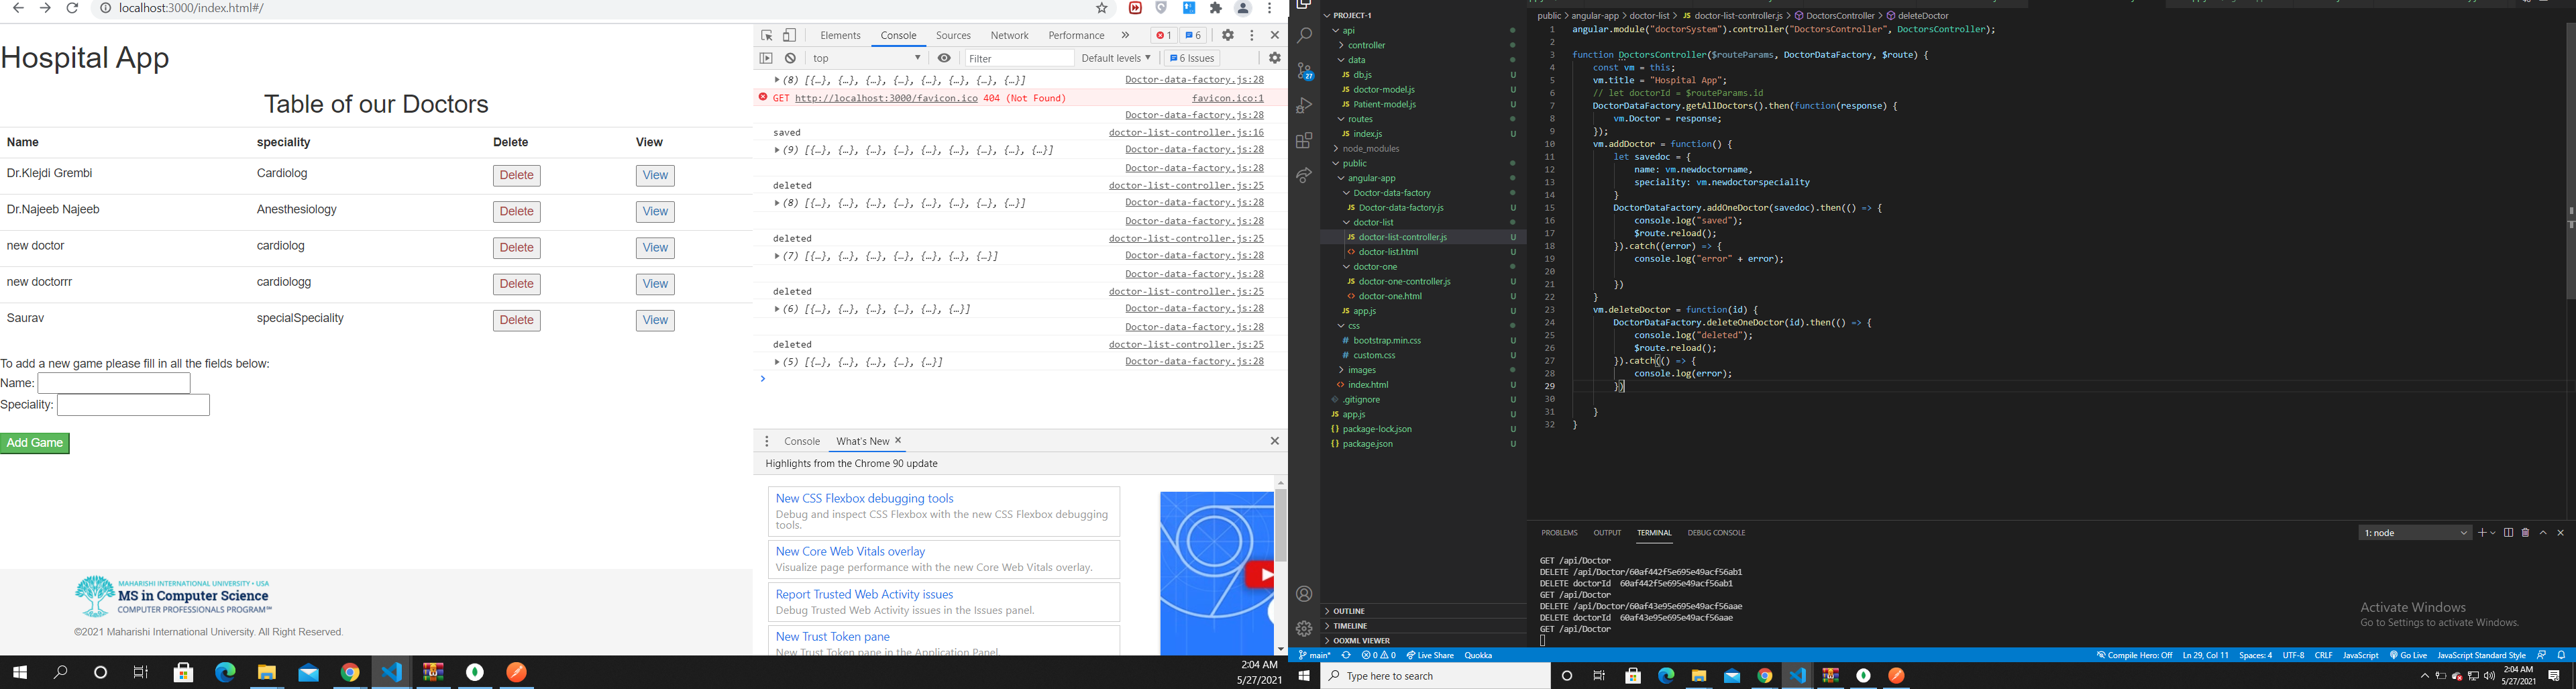 localhost:3000/index.html#/
Hospital App
Table of our Doctors
Name speciality Delete View
Dr.Klejdi Grembi Cardiolog Delete View
Dr.Najeeb Najeeb Anesthesiology Delete View
new doctor cardiolog Delete View
new doctorrr cardiologg Delete View
Saurav specialSpeciality Delete View
To add a new game please fill in all the fields below:
Name:
Speciality:
Add Game
MAHARISHI INTERNATIONAL UNIVERSITY • USA
MS in Computer Science
COMPUTER PROFESSIONALS PROGRAM℠
©2021 Maharishi International University. All Right Reserved.
Elements Console Sources Network Performance » 1 6
top Filter Default levels ▼ 6 Issues
(8) [{…}, {…}, {…}, {…}, {…}, {…}, {…}, {…}] Doctor-data-factory.js:28
GET http://localhost:3000/favicon.ico 404 (Not Found) favicon.ico:1
Doctor-data-factory.js:28
saved doctor-list-controller.js:16
(9) [{…}, {…}, {…}, {…}, {…}, {…}, {…}, {…}, {…}] Doctor-data-factory.js:28
Doctor-data-factory.js:28
deleted doctor-list-controller.js:25
(8) [{…}, {…}, {…}, {…}, {…}, {…}, {…}, {…}] Doctor-data-factory.js:28
Doctor-data-factory.js:28
deleted doctor-list-controller.js:25
(7) [{…}, {…}, {…}, {…}, {…}, {…}, {…}] Doctor-data-factory.js:28
Doctor-data-factory.js:28
deleted doctor-list-controller.js:25
(6) [{…}, {…}, {…}, {…}, {…}, {…}] Doctor-data-factory.js:28
Doctor-data-factory.js:28
deleted doctor-list-controller.js:25
(5) [{…}, {…}, {…}, {…}, {…}] Doctor-data-factory.js:28
Console What's New
Highlights from the Chrome 90 update
New CSS Flexbox debugging tools
Debug and inspect CSS Flexbox with the new CSS Flexbox debugging
tools.
New Core Web Vitals overlay
Visualize page performance with the new Core Web Vitals overlay.
Report Trusted Web Activity issues
Debug Trusted Web Activity issues in the Issues panel.
New Trust Token pane
New Trust Token pane in the Application Panel.
2:04 AM
5/27/2021
PROJECT-1
api
controller
data
db.js U
doctor-model.js U
Patient-model.js U
routes
index.js U
node_modules
public
angular-app
Doctor-data-factory
Doctor-data-factory.js U
doctor-list
doctor-list-controller.js U
doctor-list.html U
doctor-one
doctor-one-controller.js U
doctor-one.html U
app.js U
css
bootstrap.min.css U
custom.css U
images
index.html U
.gitignore U
app.js U
package-lock.json U
package.json U
OUTLINE
TIMELINE
OOXML VIEWER
27
public > angular-app > doctor-list > JS doctor-list-controller.js > DoctorsController > deleteDoctor
1 angular.module("doctorSystem").controller("DoctorsController", DoctorsController);
2
3 function DoctorsController($routeParams, DoctorDataFactory, $route) {
4 const vm = this;
5 vm.title = "Hospital App";
6 // let doctorId = $routeParams.id
7 DoctorDataFactory.getAllDoctors().then(function(response) {
8 vm.Doctor = response;
9 });
10 vm.addDoctor = function() {
11 let savedoc = {
12 name: vm.newdoctorname,
13 speciality: vm.newdoctorspeciality
14 }
15 DoctorDataFactory.addOneDoctor(savedoc).then(() => {
16 console.log("saved");
17 $route.reload();
18 }).catch((error) => {
19 console.log("error" + error);
20
21 })
22 }
23 vm.deleteDoctor = function(id) {
24 DoctorDataFactory.deleteOneDoctor(id).then(() => {
25 console.log("deleted");
26 $route.reload();
27 }).catch(() => {
28 console.log(error);
29 })
30
31 }
32 }
PROBLEMS OUTPUT TERMINAL DEBUG CONSOLE 1: node
GET /api/Doctor
DELETE /api/Doctor/60af442f5e695e49acf56ab1
DELETE doctorId 60af442f5e695e49acf56ab1
GET /api/Doctor
DELETE /api/Doctor/60af43e95e695e49acf56aae
DELETE doctorId 60af43e95e695e49acf56aae
GET /api/Doctor
Activate Windows
Go to Settings to activate Windows.
main* 0 0 Live Share Quokka Compile Hero: Off Ln 29, Col 11 Spaces: 4 UTF-8 CRLF JavaScript Go Live JavaScript Standard Style
Type here to search
2:04 AM
5/27/2021